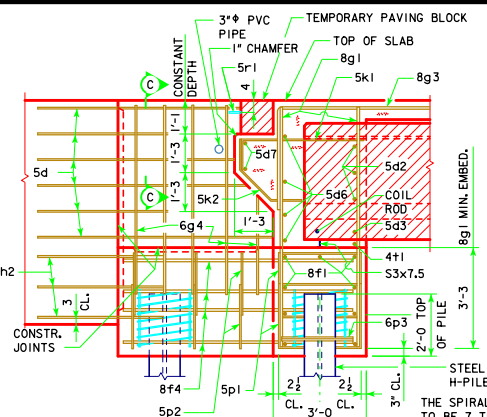 3"Φ PVC
PIPE
TEMPORARY PAVING BLOCK
1" CHAMFER
TOP OF SLAB
5r1
8g1
5k1
8g3
C
CONSTANT
DEPTH
4
1'-1
1'-3
1'-3
5d
5d7
5d2
C
5k2
5d6
COIL
ROD
1'-3
5d3
8g1 MIN. EMBED.
6g4
4t1
h2
8f1
S3x7.5
3
CL.
3'-3
2'-0 TOP
OF PILE
CONSTR.
JOINTS
6p3
8f4
5p1
2½
CL.
3'-0
2½
CL.
3" CL.
STEEL
H-PILE
5p2
THE SPIRAL